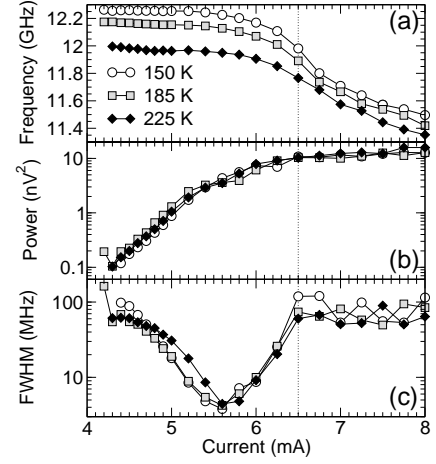 (a)
Frequency (GHz)
12.2
12.0
11.8
11.6
11.4
150 K
185 K
225 K
(b)
Power (nV²)
10
1
0.1
(c)
FWHM (MHz)
100
10
4 5 6 7 8
Current (mA)